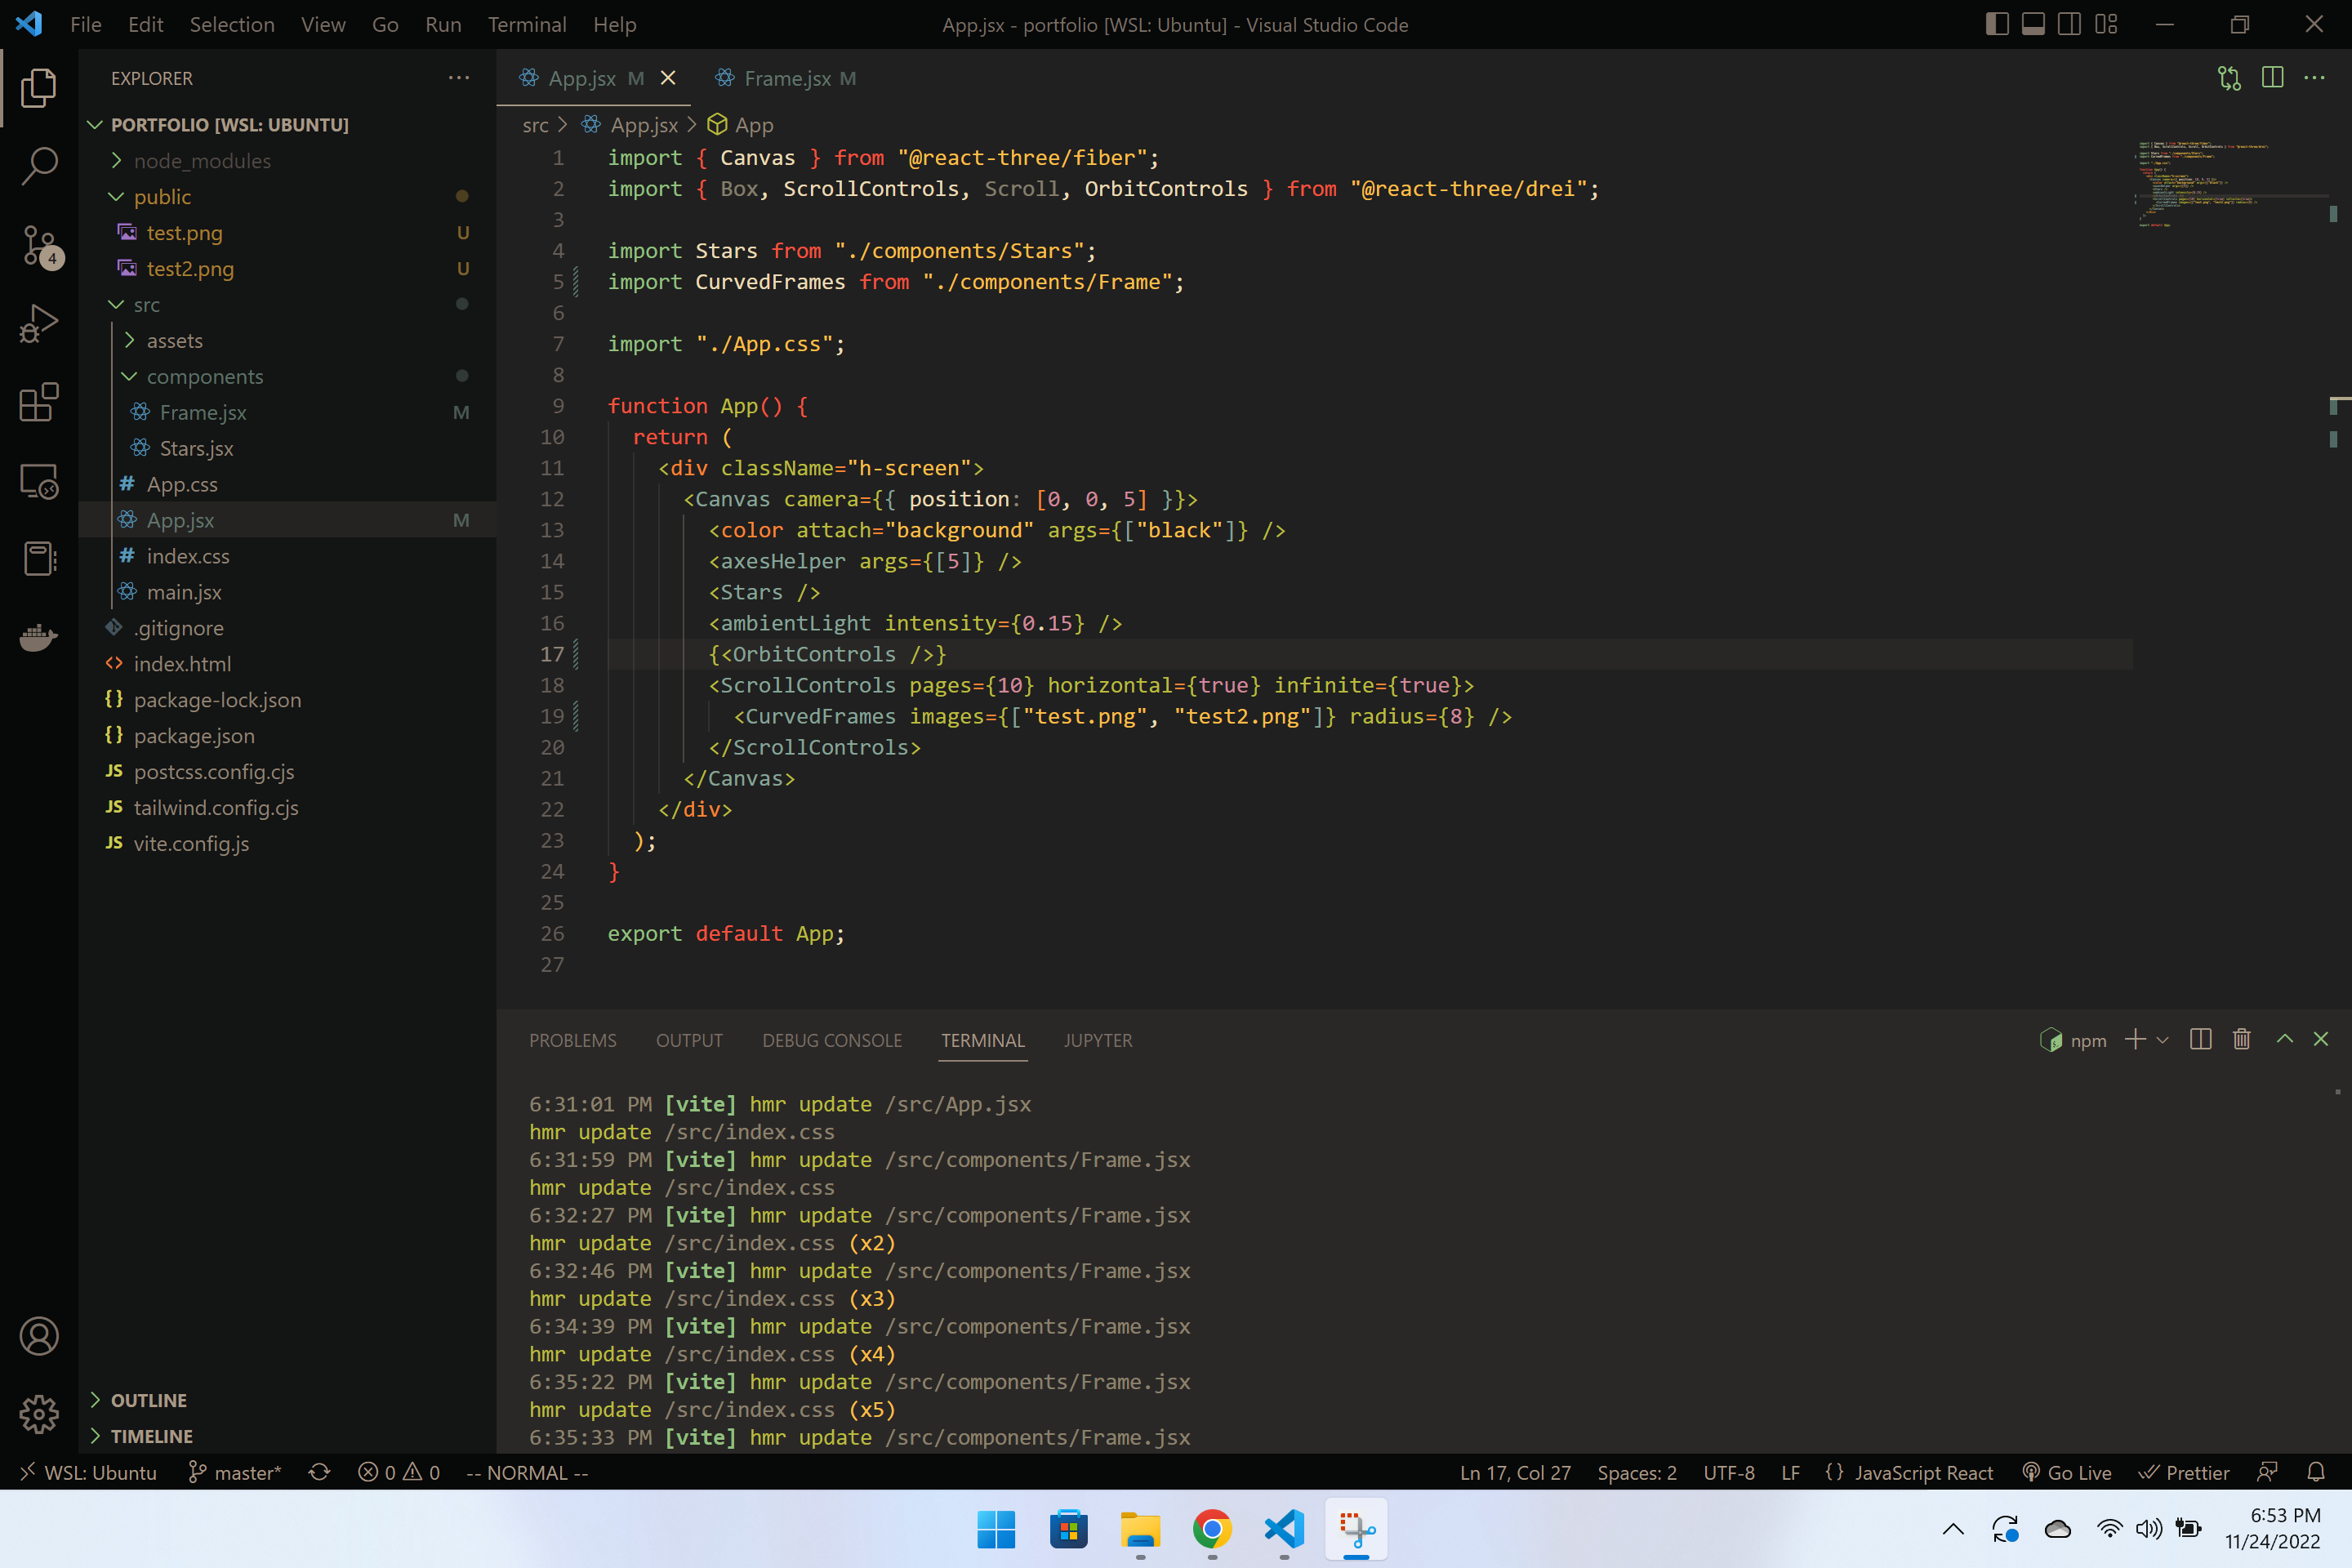 File Edit Selection View Go Run Terminal Help
App.jsx - portfolio [WSL: Ubuntu] - Visual Studio Code
EXPLORER
PORTFOLIO [WSL: UBUNTU]
node_modules
public
test.png U
test2.png U
src
assets
components
Frame.jsx M
Stars.jsx
App.css
App.jsx M
index.css
main.jsx
.gitignore
index.html
package-lock.json
package.json
postcss.config.cjs
tailwind.config.cjs
vite.config.js
OUTLINE
TIMELINE
4
App.jsx M Frame.jsx M
src > App.jsx > App
1 import { Canvas } from "@react-three/fiber";
2 import { Box, ScrollControls, Scroll, OrbitControls } from "@react-three/drei";
3
4 import Stars from "./components/Stars";
5 import CurvedFrames from "./components/Frame";
6
7 import "./App.css";
8
9 function App() {
10 return (
11 <div className="h-screen">
12 <Canvas camera={{ position: [0, 0, 5] }}>
13 <color attach="background" args={["black"]} />
14 <axesHelper args={[5]} />
15 <Stars />
16 <ambientLight intensity={0.15} />
17 {<OrbitControls />}
18 <ScrollControls pages={10} horizontal={true} infinite={true}>
19 <CurvedFrames images={["test.png", "test2.png"]} radius={8} />
20 </ScrollControls>
21 </Canvas>
22 </div>
23 );
24 }
25
26 export default App;
27
PROBLEMS OUTPUT DEBUG CONSOLE TERMINAL JUPYTER
npm
6:31:01 PM [vite] hmr update /src/App.jsx
hmr update /src/index.css
6:31:59 PM [vite] hmr update /src/components/Frame.jsx
hmr update /src/index.css
6:32:27 PM [vite] hmr update /src/components/Frame.jsx
hmr update /src/index.css (x2)
6:32:46 PM [vite] hmr update /src/components/Frame.jsx
hmr update /src/index.css (x3)
6:34:39 PM [vite] hmr update /src/components/Frame.jsx
hmr update /src/index.css (x4)
6:35:22 PM [vite] hmr update /src/components/Frame.jsx
hmr update /src/index.css (x5)
6:35:33 PM [vite] hmr update /src/components/Frame.jsx
WSL: Ubuntu master* 0 0 -- NORMAL -- Ln 17, Col 27 Spaces: 2 UTF-8 LF {} JavaScript React Go Live Prettier
6:53 PM
11/24/2022